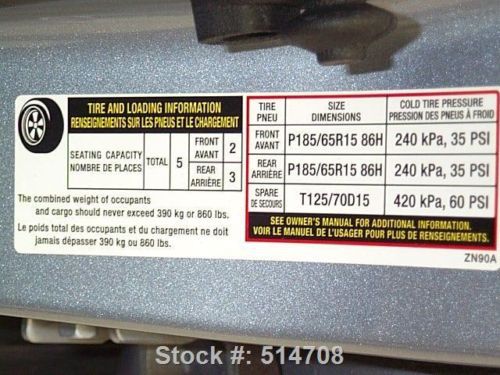 TIRE AND LOADING INFORMATION
RENSEIGNEMENTS SUR LES PNEUS ET LE CHARGEMENT
SEATING CAPACITY
NOMBRE DE PLACES
TOTAL 5
FRONT
AVANT 2
REAR
ARRIÈRE 3
The combined weight of occupants
and cargo should never exceed 390 kg or 860 lbs.
Le poids total des occupants et du chargement ne doit
jamais dépasser 390 kg ou 860 lbs.
TIRE
PNEU
SIZE
DIMENSIONS
COLD TIRE PRESSURE
PRESSION DES PNEUS À FROID
FRONT
AVANT
P185/65R15 86H
240 kPa, 35 PSI
REAR
ARRIÈRE
P185/65R15 86H
240 kPa, 35 PSI
SPARE
DE SECOURS
T125/70D15
420 kPa, 60 PSI
SEE OWNER'S MANUAL FOR ADDITIONAL INFORMATION.
VOIR LE MANUEL DE L'USAGER POUR PLUS DE RENSEIGNEMENTS.
ZN90A
Stock #: 514708